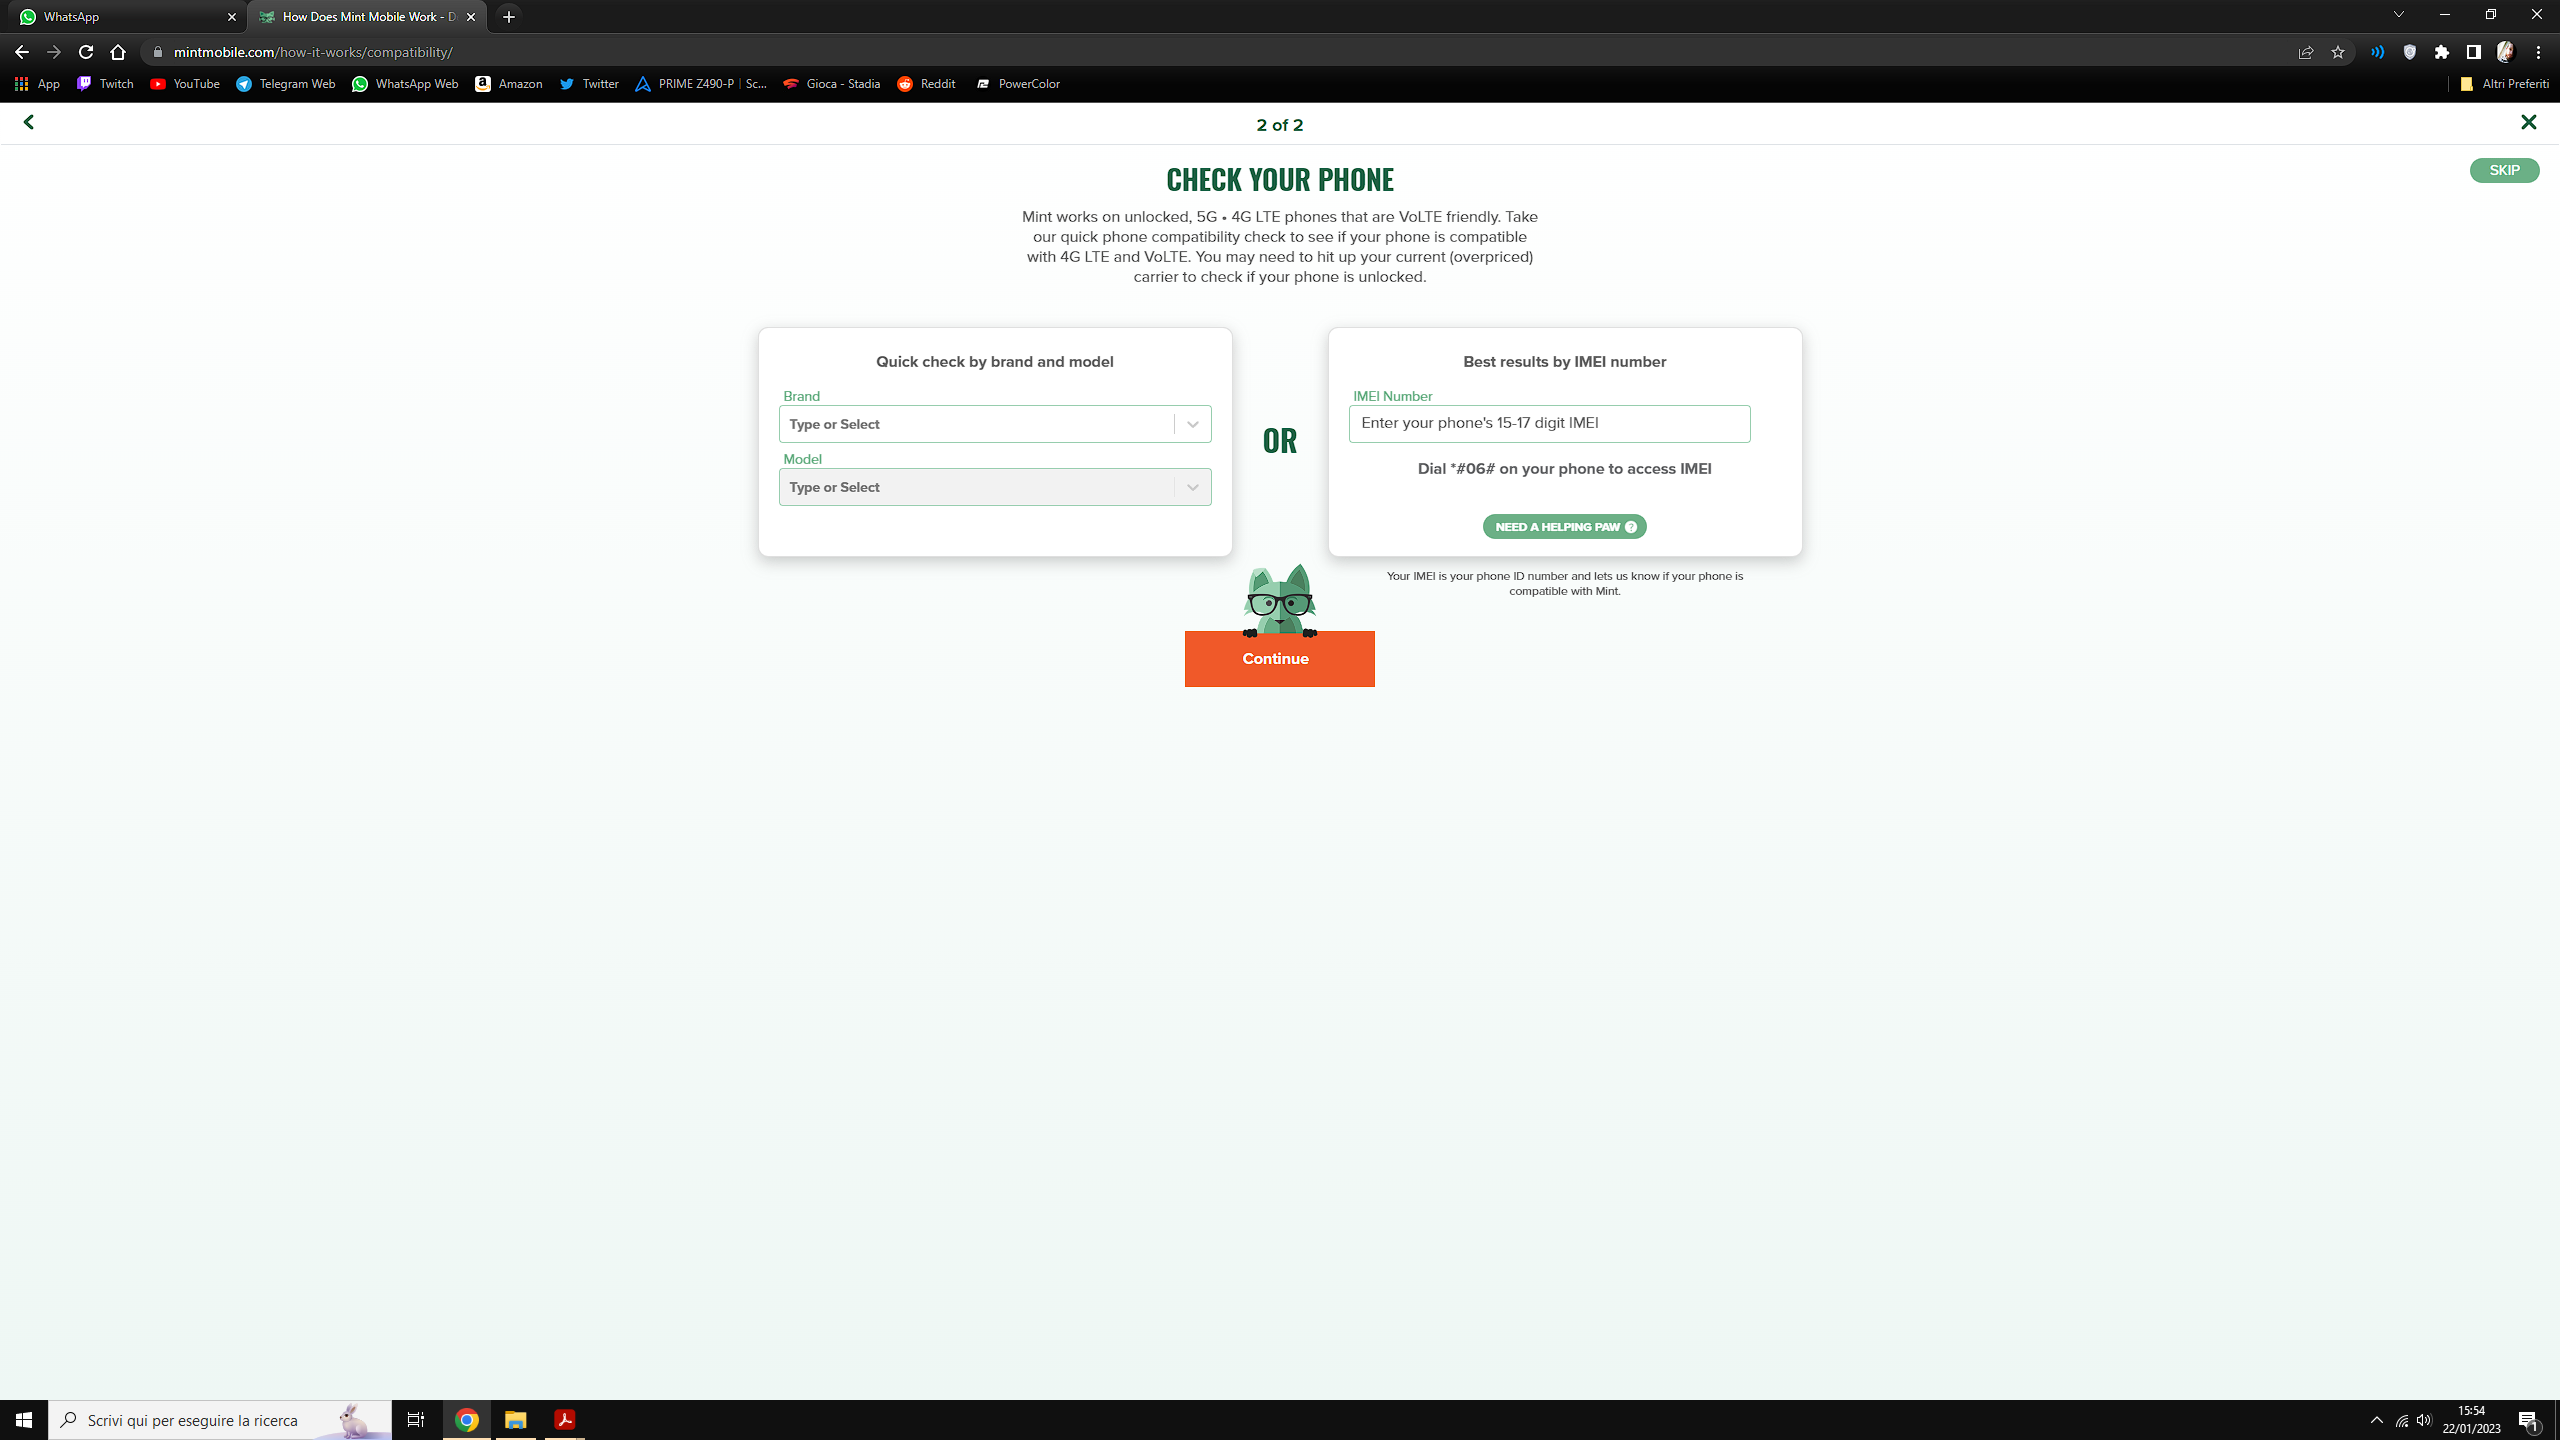 WhatsApp
How Does Mint Mobile Work - D
mintmobile.com/how-it-works/compatibility/
App Twitch YouTube Telegram Web WhatsApp Web Amazon Twitter PRIME Z490-P | Sc... Gioca - Stadia Reddit PowerColor Altri Preferiti
2 of 2
SKIP
CHECK YOUR PHONE
Mint works on unlocked, 5G • 4G LTE phones that are VoLTE friendly. Take
our quick phone compatibility check to see if your phone is compatible
with 4G LTE and VoLTE. You may need to hit up your current (overpriced)
carrier to check if your phone is unlocked.
Quick check by brand and model
Brand
Type or Select
Model
Type or Select
OR
Best results by IMEI number
IMEI Number
Enter your phone's 15-17 digit IMEI
Dial *#06# on your phone to access IMEI
NEED A HELPING PAW ?
Your IMEI is your phone ID number and lets us know if your phone is
compatible with Mint.
Continue
Scrivi qui per eseguire la ricerca
15:54
22/01/2023
1